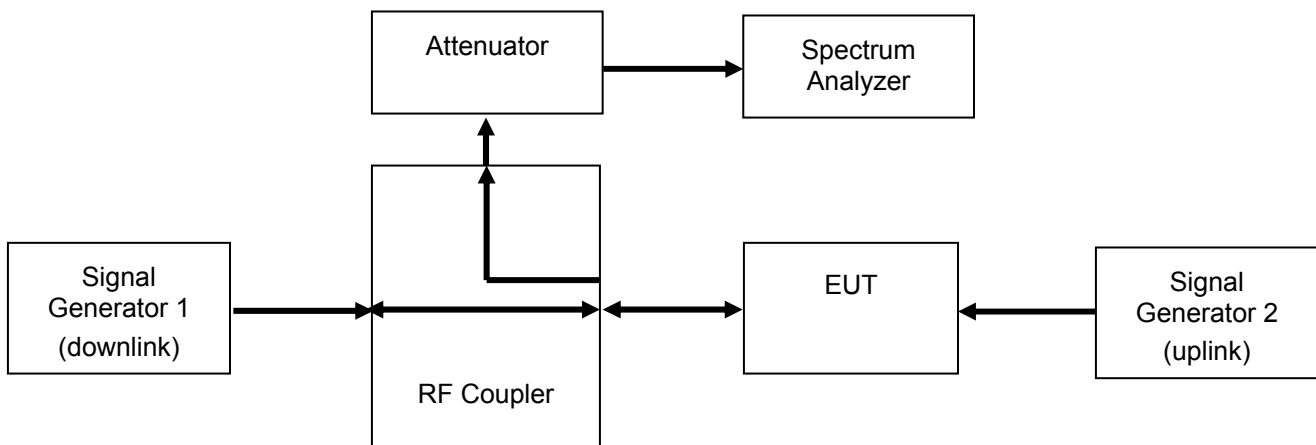 Attenuator
Spectrum
Analyzer
Signal
Generator 1
(downlink)
RF Coupler
EUT
Signal
Generator 2
(uplink)